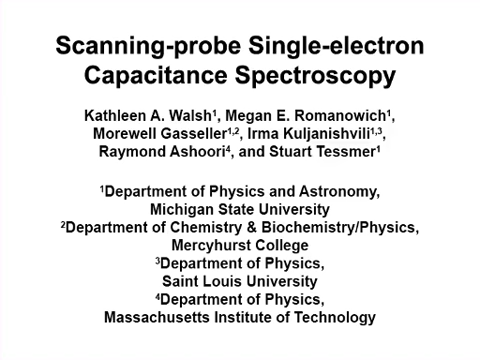 Scanning-probe Single-electron
Capacitance Spectroscopy
Kathleen A. Walsh¹, Megan E. Romanowich¹,
Morewell Gasseller¹,², Irma Kuljanishvili¹,³,
Raymond Ashoori⁴, and Stuart Tessmer¹
¹Department of Physics and Astronomy,
Michigan State University
²Department of Chemistry & Biochemistry/Physics,
Mercyhurst College
³Department of Physics,
Saint Louis University
⁴Department of Physics,
Massachusetts Institute of Technology